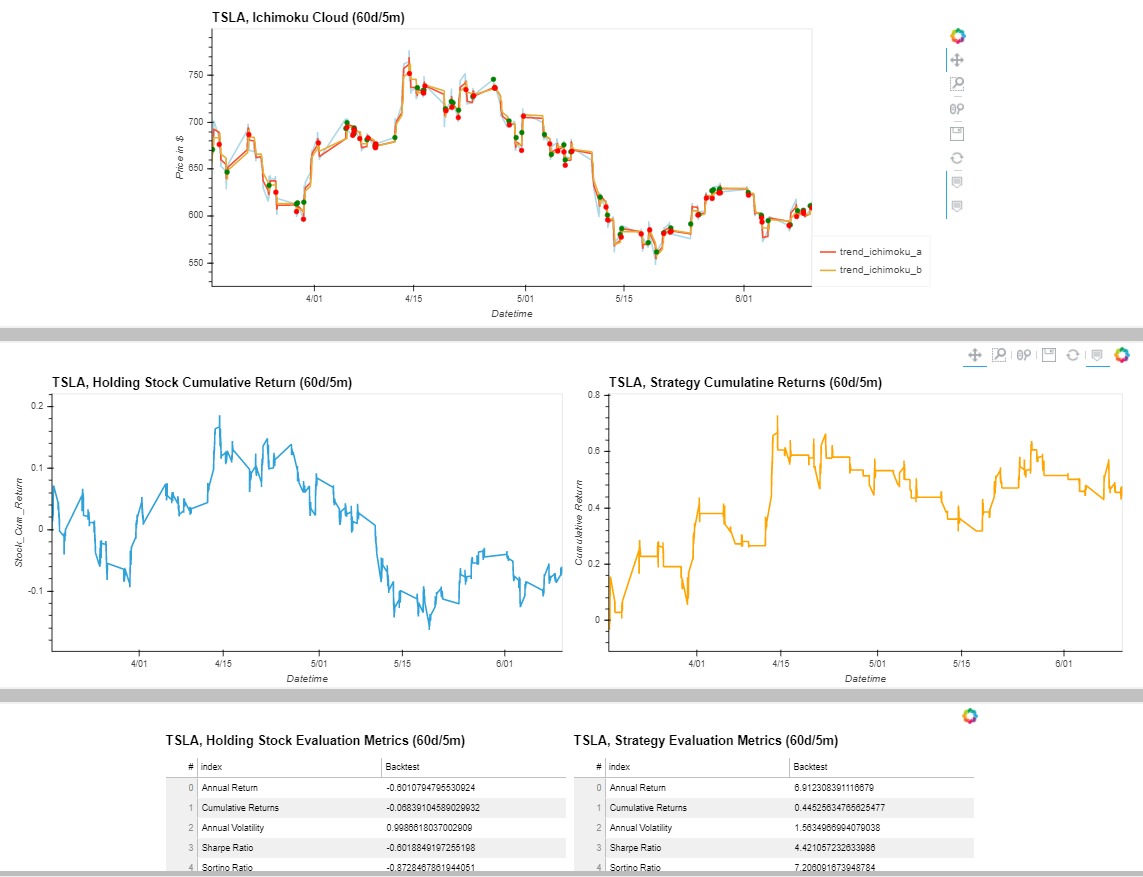 TSLA, Ichimoku Cloud (60d/5m)
750
700
650
600
550
Price in $
4/01 4/15 5/01 5/15 6/01
Datetime
trend_ichimoku_a
trend_ichimoku_b
TSLA, Holding Stock Cumulative Return (60d/5m)
0.2
0.1
0
-0.1
Stock_Cum_Return
4/01 4/15 5/01 5/15 6/01
Datetime
TSLA, Strategy Cumulatine Returns (60d/5m)
0.8
0.6
0.4
0.2
0
Cumulative Return
4/01 4/15 5/01 5/15 6/01
Datetime
TSLA, Holding Stock Evaluation Metrics (60d/5m)
# index Backtest
0 Annual Return -0.6010794795530924
1 Cumulative Returns -0.06839104589029932
2 Annual Volatility 0.9986618037002909
3 Sharpe Ratio -0.6018849197255198
4 Sortino Ratio -0.8728467861944051
TSLA, Strategy Evaluation Metrics (60d/5m)
# index Backtest
0 Annual Return 6.912308391116679
1 Cumulative Returns 0.44525634765625477
2 Annual Volatility 1.5634966994079038
3 Sharpe Ratio 4.421057232633986
4 Sortino Ratio 7.206091673948784